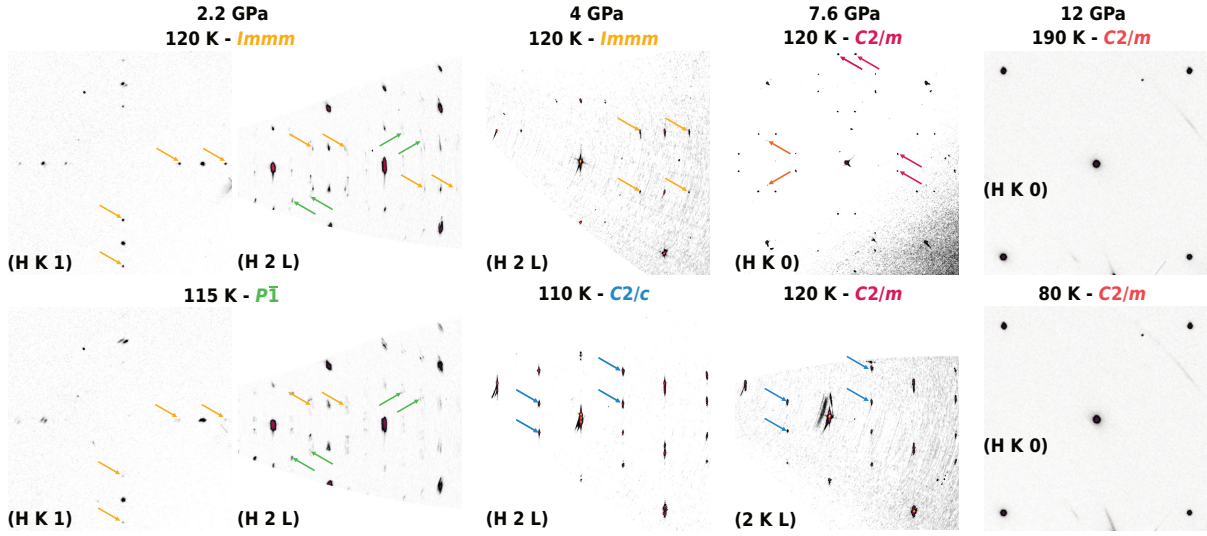 2.2 GPa
120 K - Immm
4 GPa
120 K - Immm
7.6 GPa
120 K - C2/m
12 GPa
190 K - C2/m
(H K 1)
(H 2 L)
(H 2 L)
(H K 0)
(H K 0)
115 K - P1̅
110 K - C2/c
120 K - C2/m
80 K - C2/m
(H K 1)
(H 2 L)
(H 2 L)
(2 K L)
(H K 0)